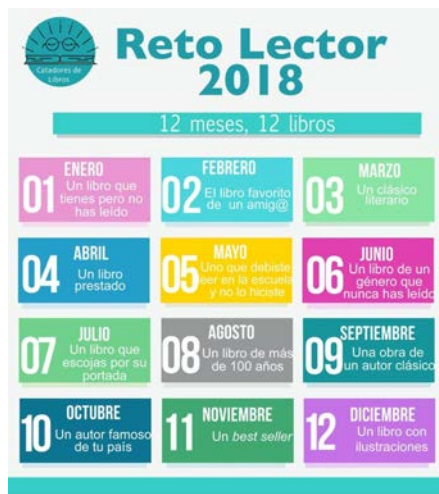 Catadores de
Libros
Reto Lector
2018
12 meses, 12 libros
01
ENERO
Un libro que
tienes pero no
has leído
02
FEBRERO
El libro favorito
de un amig@
03
MARZO
Un clásico
literario
04
ABRIL
Un libro
prestado
05
MAYO
Uno que debiste
leer en la escuela
y no lo hiciste
06
JUNIO
Un libro de un
género que
nunca has leído
07
JULIO
Un libro que
escojas por su
portada
08
AGOSTO
Un libro de más
de 100 años
09
SEPTIEMBRE
Una obra de
un autor clásico
10
OCTUBRE
Un autor famoso
de tu país
11
NOVIEMBRE
Un best seller
12
DICIEMBRE
Un libro con
ilustraciones